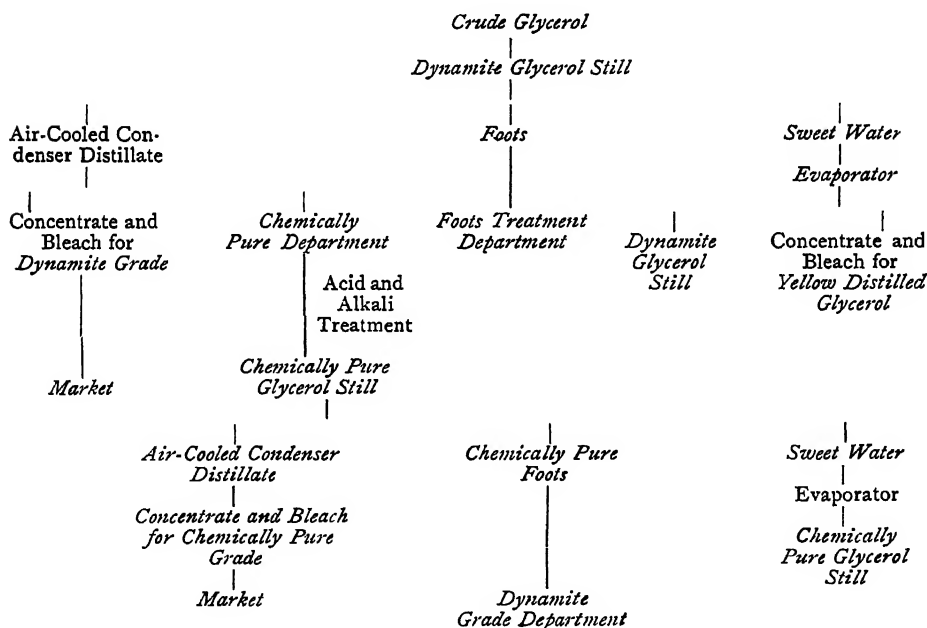 Crude Glycerol
Dynamite Glycerol Still
Air-Cooled Con-
denser Distillate
Foots
Sweet Water
Evaporator
Concentrate and
Bleach for
Dynamite Grade
Chemically
Pure Department
Foots Treatment
Department
Dynamite
Glycerol
Still
Concentrate and
Bleach for
Yellow Distilled
Glycerol
Acid and
Alkali
Treatment
Market
Chemically Pure
Glycerol Still
Air-Cooled Condenser
Distillate
Chemically Pure
Foots
Sweet Water
Evaporator
Concentrate and Bleach
for Chemically Pure
Grade
Chemically
Pure Glycerol
Still
Market
Dynamite
Grade Department